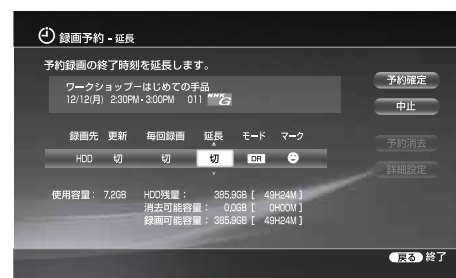 録画予約 - 延長
予約録画の終了時刻を延長します。
ワークショップーはじめての手品
12/12(月) 2:30PM - 3:00PM 011 NHK G
予約確定
中止
予約消去
詳細設定
録画先 更新 毎回録画 延長 モード マーク
HDD 切 切 切 DR
使用容量： 7.2GB HDD残量： 385.9GB [ 49H24M ]
消去可能容量： 0.0GB [ 0H00M ]
録画可能容量： 385.9GB [ 49H24M ]
戻る 終了